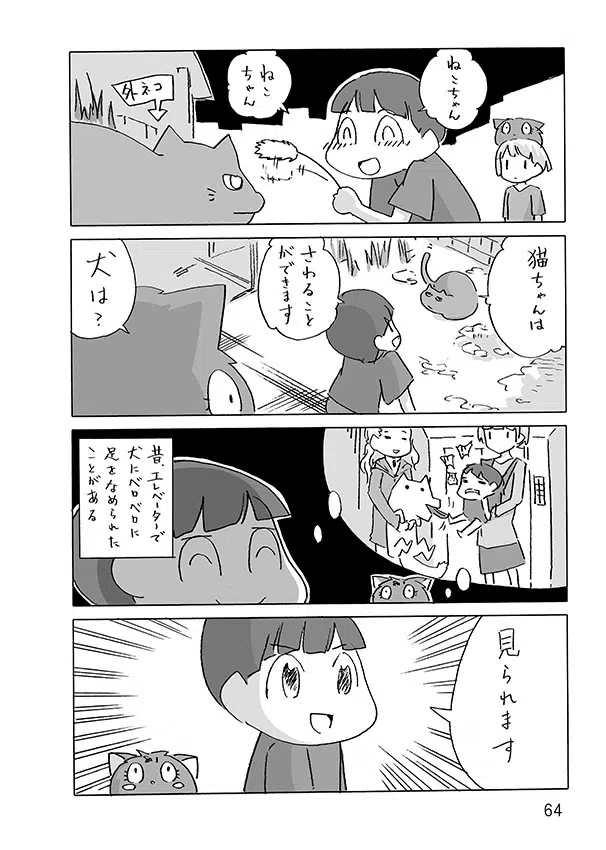 ねこちゃん
ねこ
ちゃん
外ネコ
猫ちゃんは
さわること
ができます
犬は?
昔、エレベーターで
犬にベロベロに
足をなめられた
ことがある
見られます
64